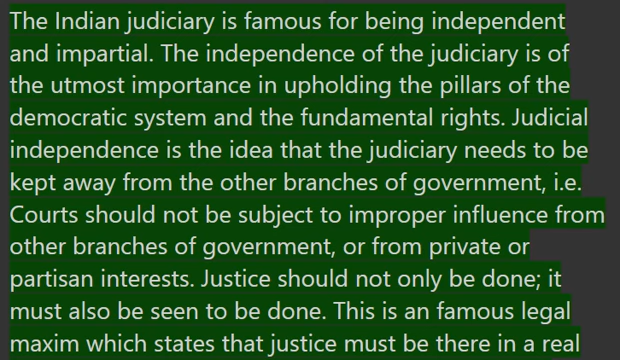 The Indian judiciary is famous for being independent
and impartial. The independence of the judiciary is of
the utmost importance in upholding the pillars of the
democratic system and the fundamental rights. Judicial
independence is the idea that the judiciary needs to be
kept away from the other branches of government, i.e.
Courts should not be subject to improper influence from
other branches of government, or from private or
partisan interests. Justice should not only be done; it
must also be seen to be done. This is an famous legal
maxim which states that justice must be there in a real